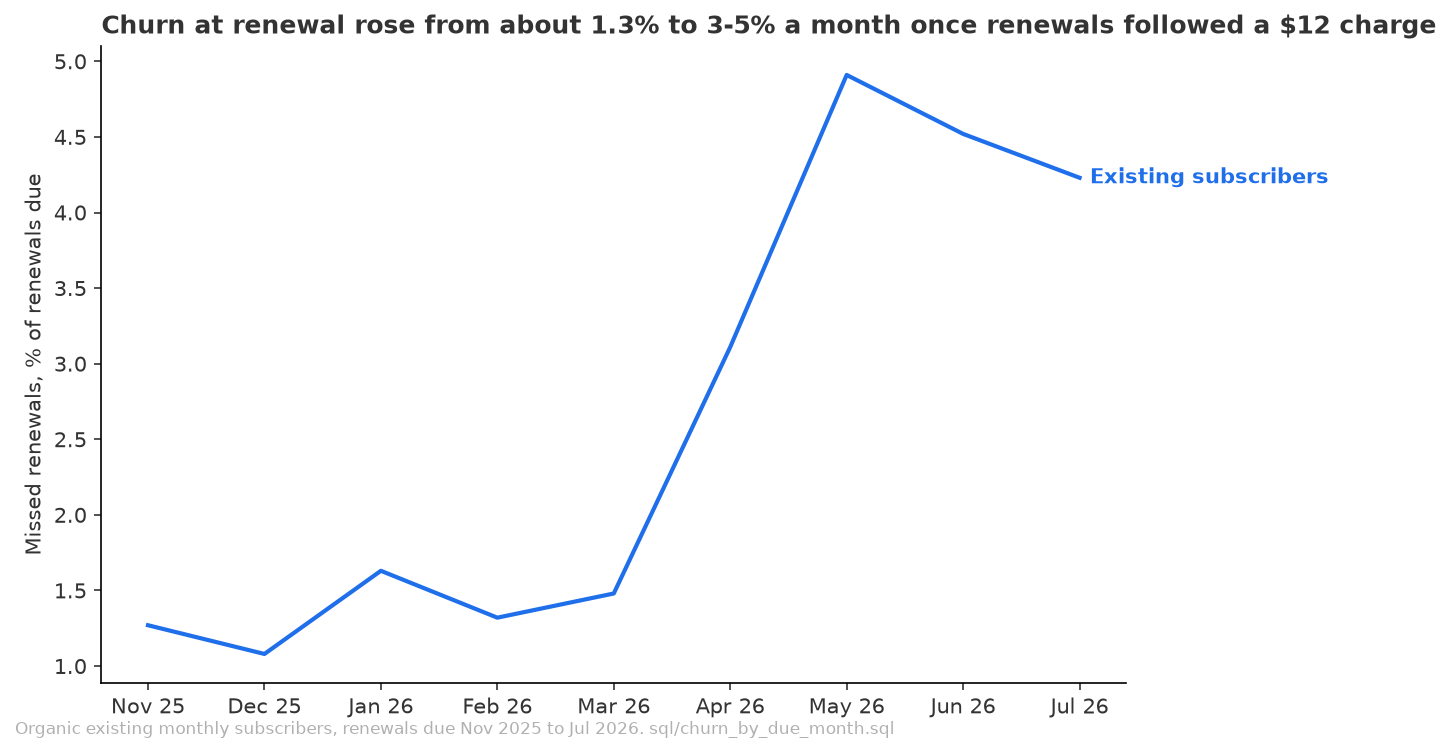 Churn at renewal rose from about 1.3% to 3-5% a month once renewals followed a $12 charge
Missed renewals, % of renewals due
5.0
4.5
4.0
3.5
3.0
2.5
2.0
1.5
1.0
Existing subscribers
Nov 25 Dec 25 Jan 26 Feb 26 Mar 26 Apr 26 May 26 Jun 26 Jul 26
Organic existing monthly subscribers, renewals due Nov 2025 to Jul 2026. sql/churn_by_due_month.sql